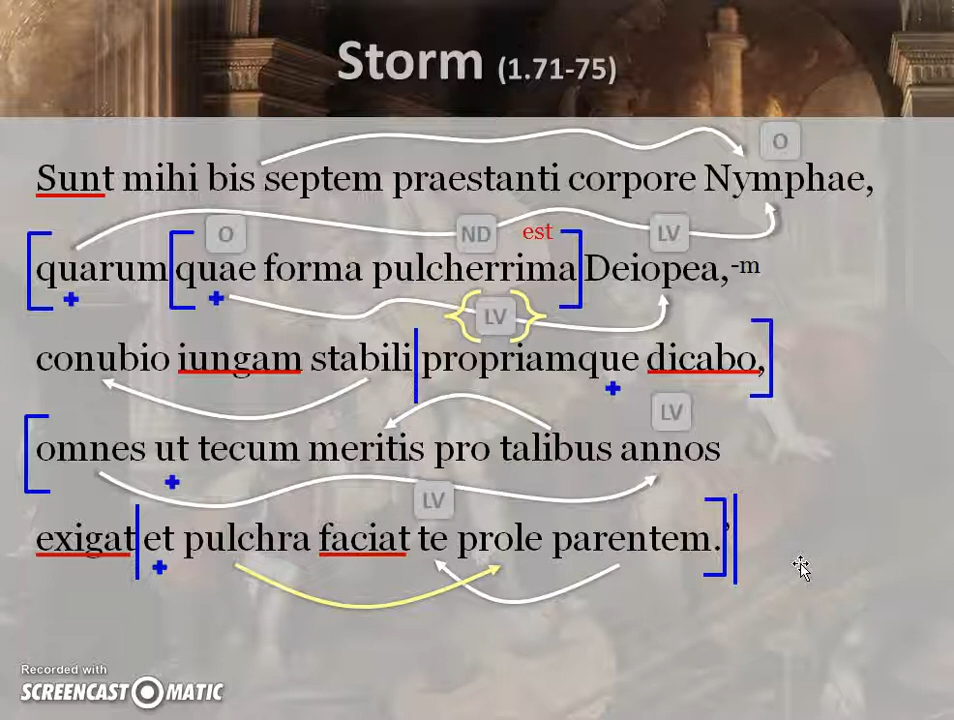 Storm (1.71-75)
O
Sunt mihi bis septem praestanti corpore Nymphae,
O ND est LV
quarum quae forma pulcherrima Deiopea, -m
LV
conubio iungam stabili propriamque dicabo,
LV
omnes ut tecum meritis pro talibus annos
LV
exigat et pulchra faciat te prole parentem.’
Recorded with
SCREENCAST-O-MATIC